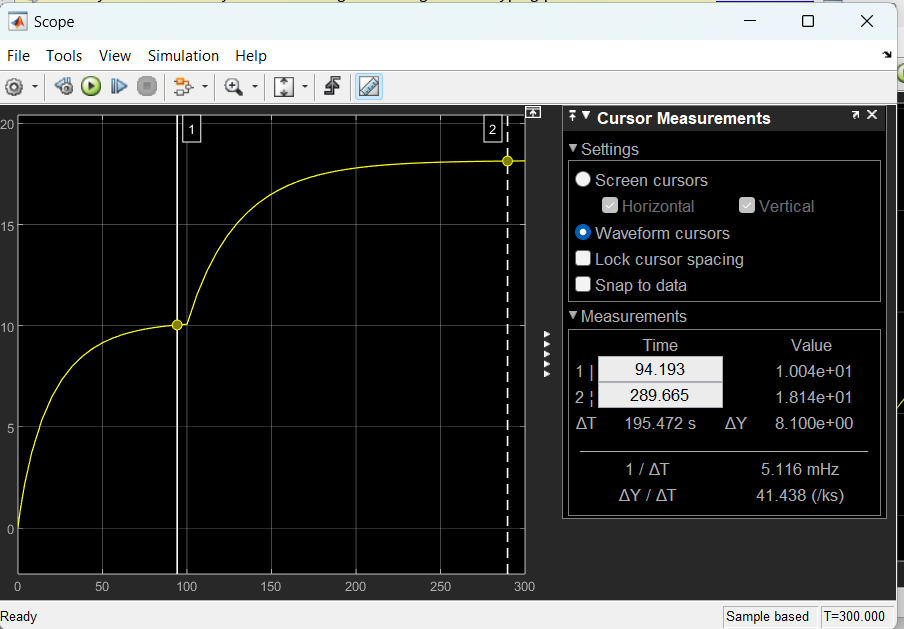 Scope
File Tools View Simulation Help
Cursor Measurements
Settings
Screen cursors
Horizontal Vertical
Waveform cursors
Lock cursor spacing
Snap to data
Measurements
Time Value
1 | 94.193 1.004e+01
2 ¦ 289.665 1.814e+01
ΔT 195.472 s ΔY 8.100e+00
1 / ΔT 5.116 mHz
ΔY / ΔT 41.438 (/ks)
1 2
20
15
10
5
0
0 50 100 150 200 250 300
Ready Sample based T=300.000